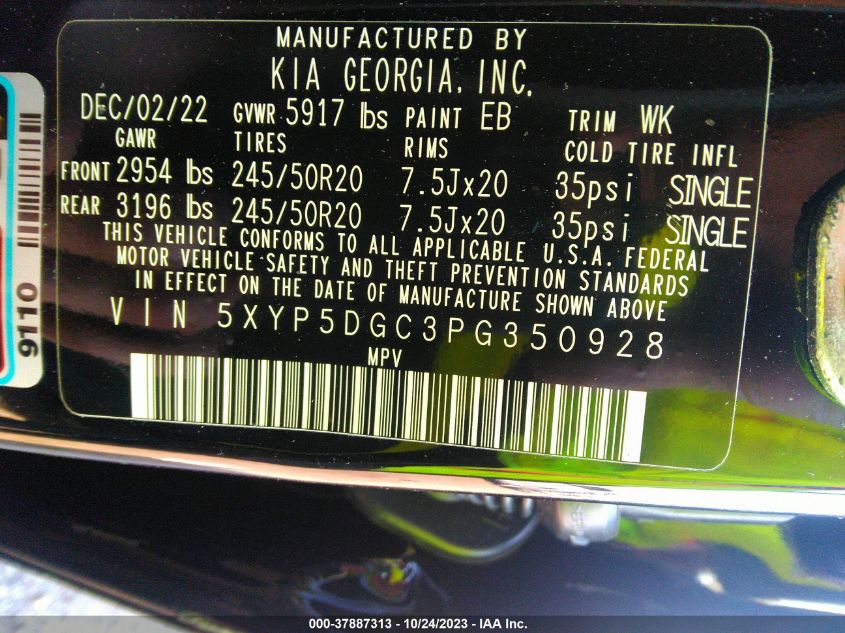 MANUFACTURED BY
KIA GEORGIA, INC.
DEC/02/22 GVWR 5917 lbs PAINT EB TRIM WK
GAWR TIRES RIMS COLD TIRE INFL
FRONT 2954 lbs 245/50R20 7.5Jx20 35psi SINGLE
REAR 3196 lbs 245/50R20 7.5Jx20 35psi SINGLE
THIS VEHICLE CONFORMS TO ALL APPLICABLE U.S.A. FEDERAL
MOTOR VEHICLE SAFETY AND THEFT PREVENTION STANDARDS
IN EFFECT ON THE DATE OF MANUFACTURE SHOWN ABOVE
VIN 5XYP5DGC3PG350928
MPV
9110
000-37887313 - 10/24/2023 - IAA Inc.